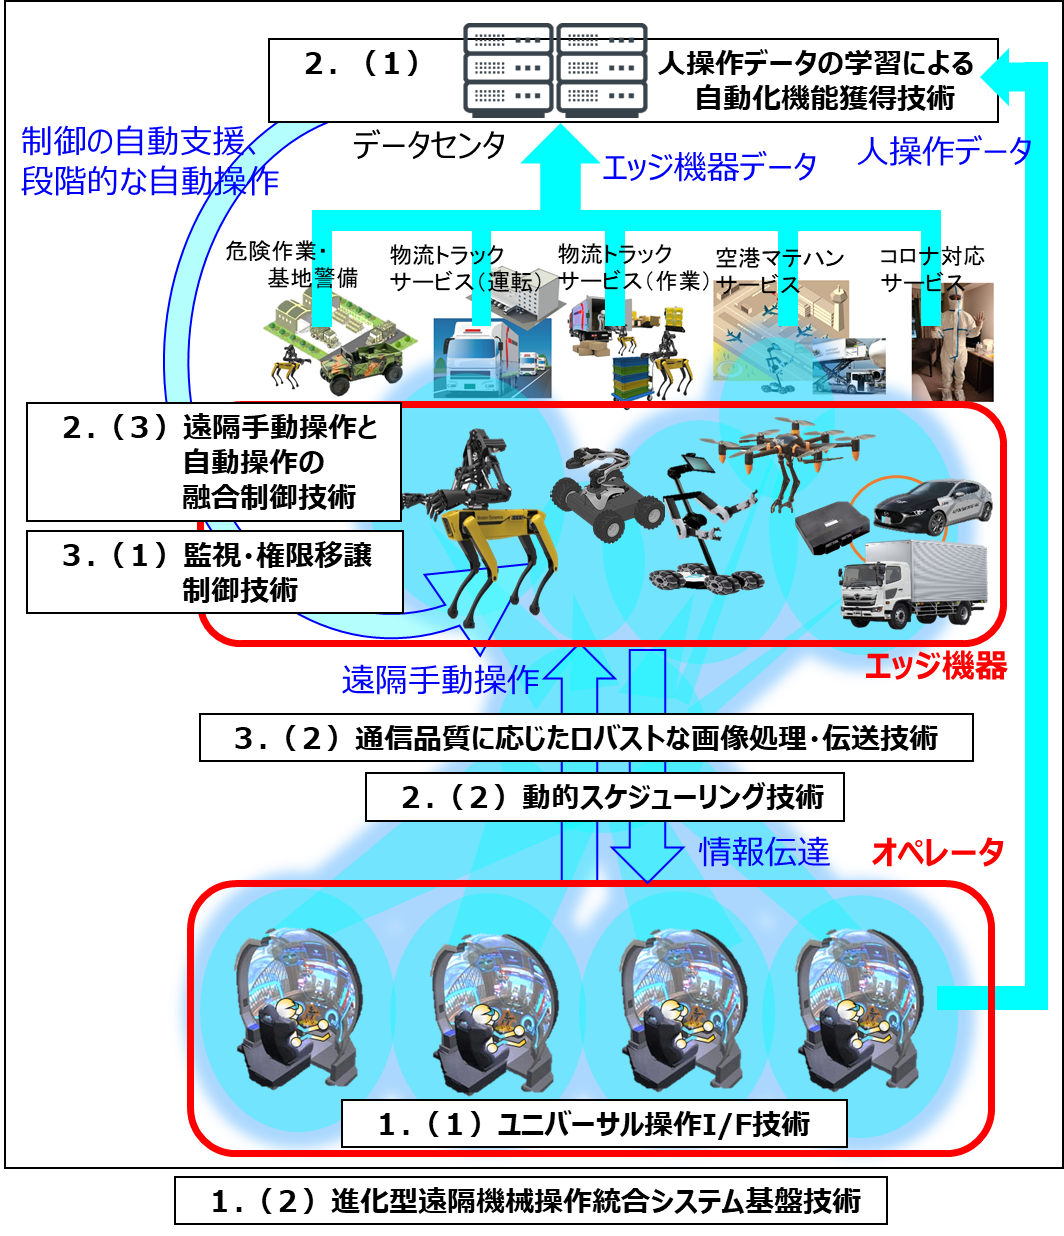 ２．（１）
人操作データの学習による
自動化機能獲得技術
データセンタ
制御の自動支援、
段階的な自動操作
エッジ機器データ
人操作データ
危険作業・
基地警備
物流トラック
サービス（運転）
物流トラック
サービス（作業）
空港マテハン
サービス
コロナ対応
サービス
２．（３）遠隔手動操作と
自動操作の
融合制御技術
３．（１）監視・権限移譲
制御技術
エッジ機器
遠隔手動操作
３．（２）通信品質に応じたロバストな画像処理・伝送技術
２．（２）動的スケジューリング技術
情報伝達
オペレータ
１．（１）ユニバーサル操作I/F技術
１．（２）進化型遠隔機械操作統合システム基盤技術